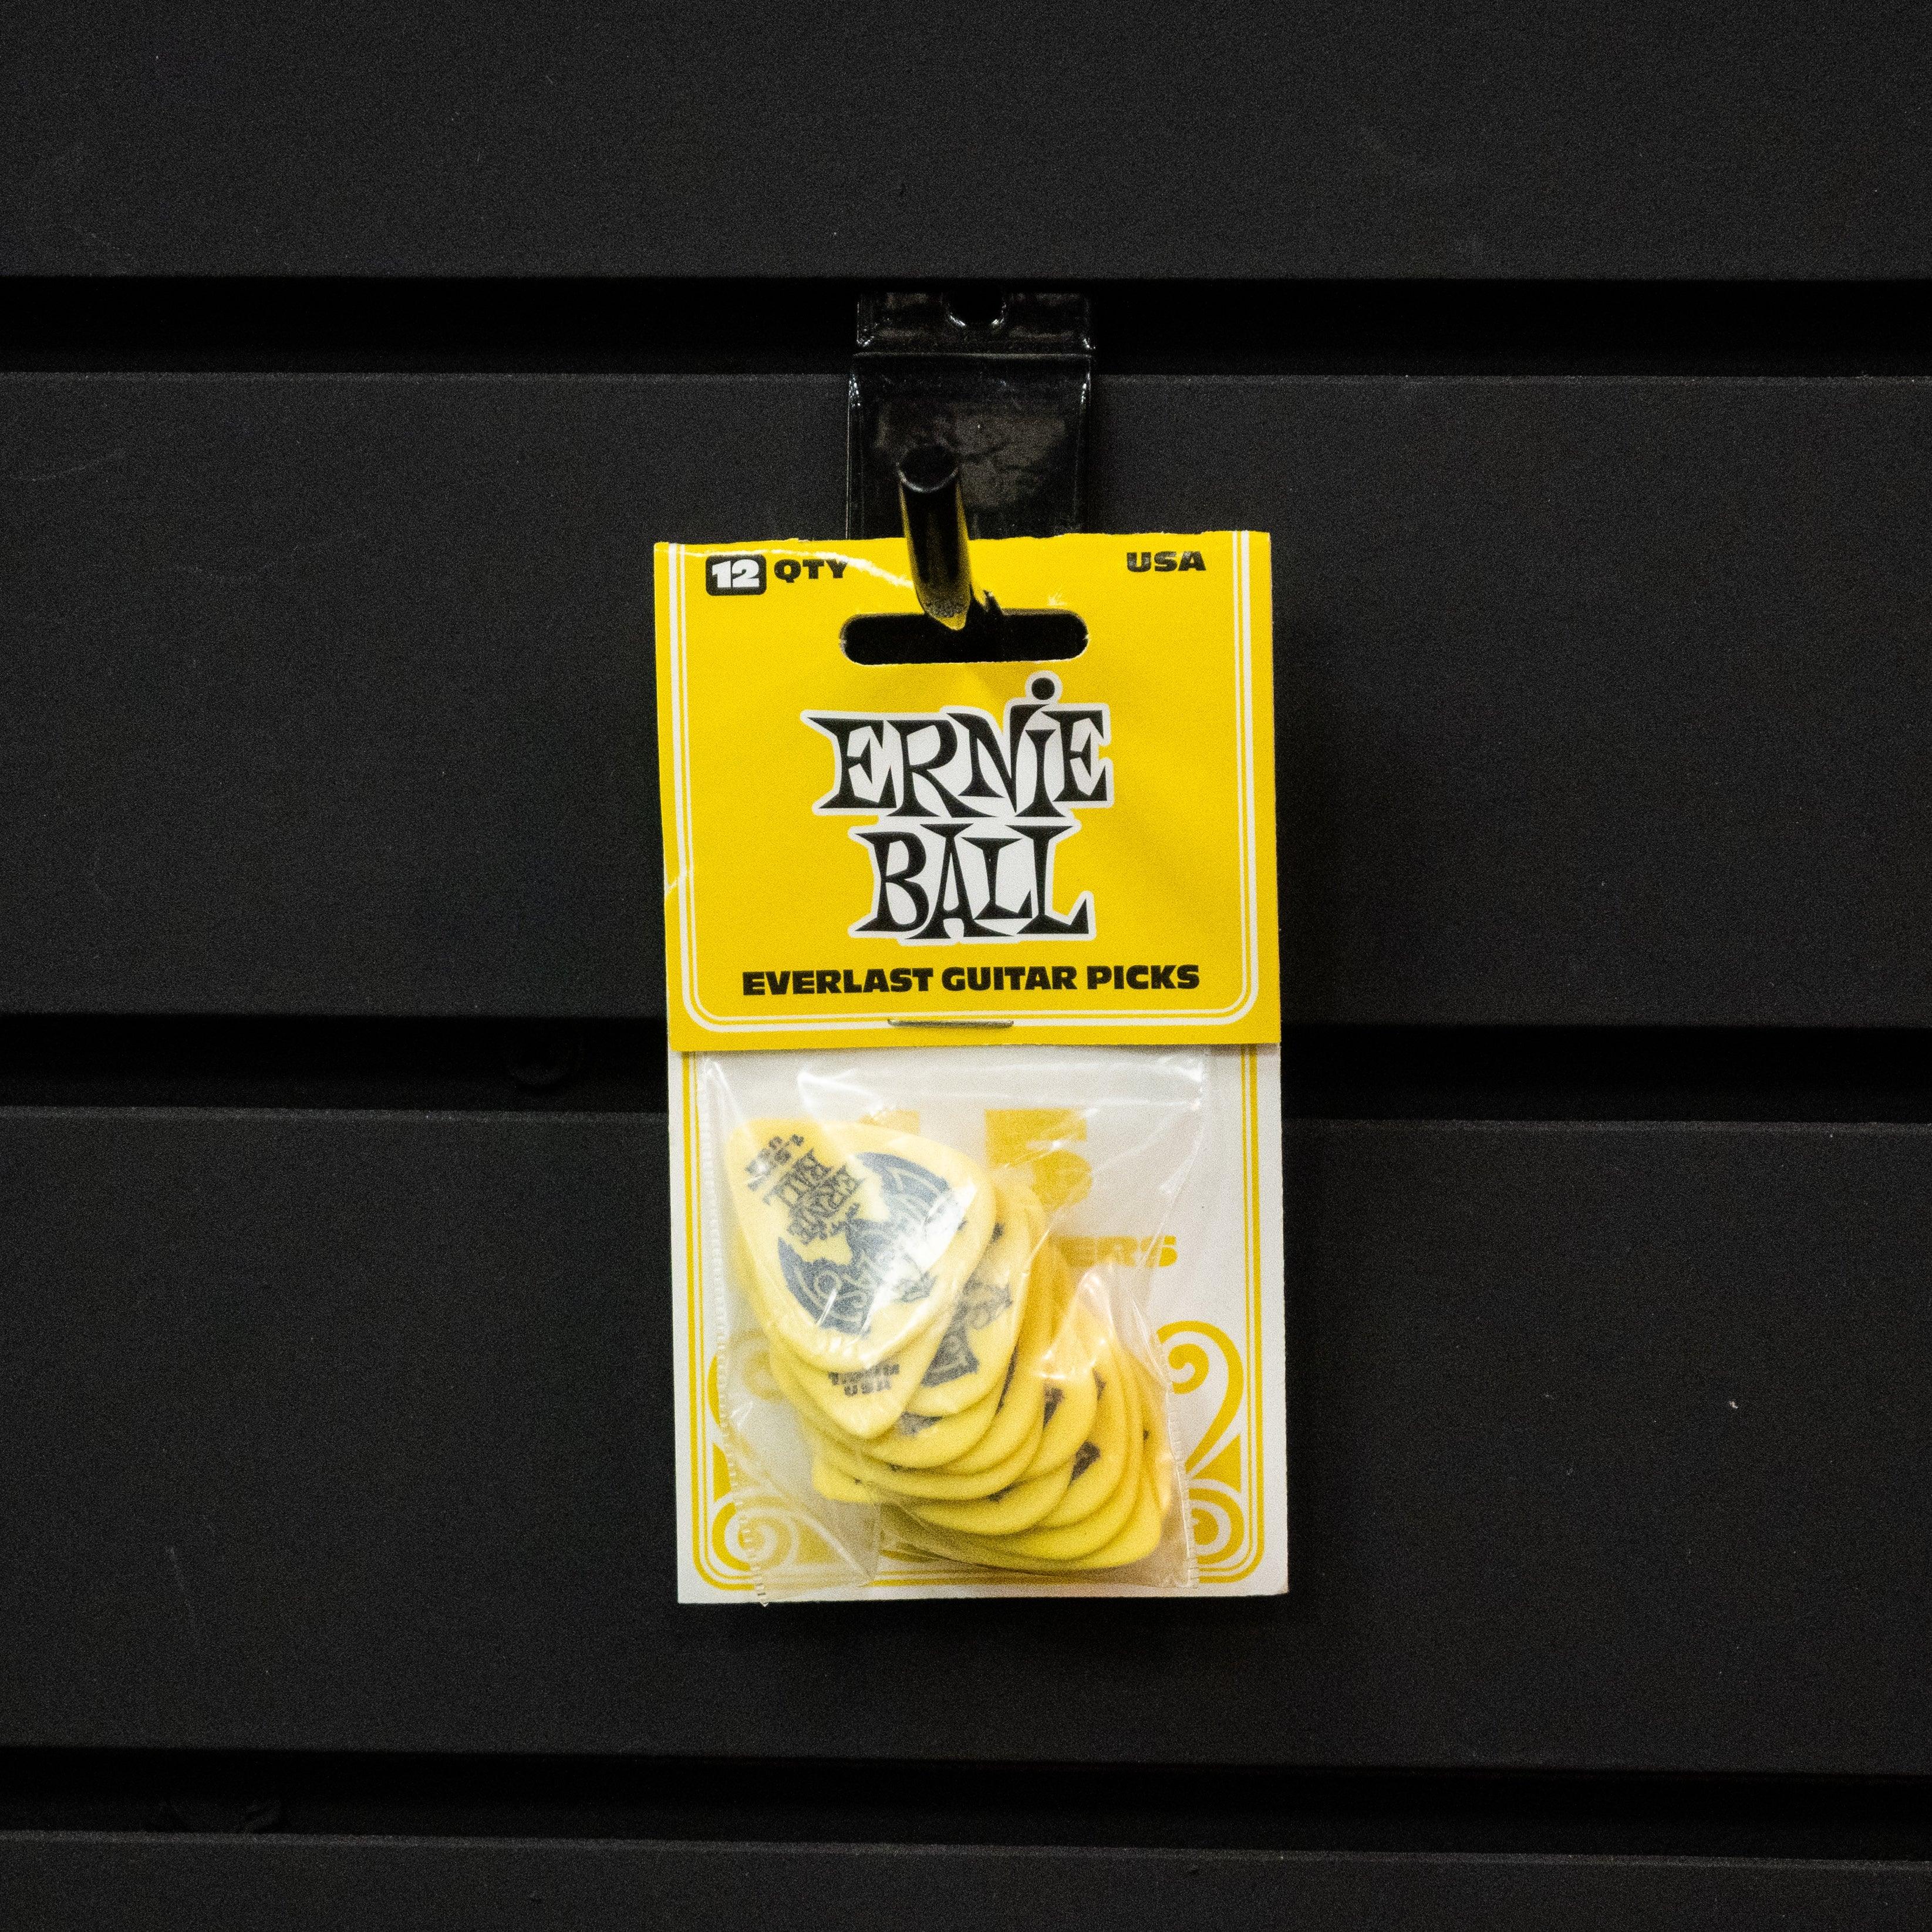 12 QTY USA
ERNiE
BALL
EVERLAST GUITAR PICKS
ERNiE
BALL
USA